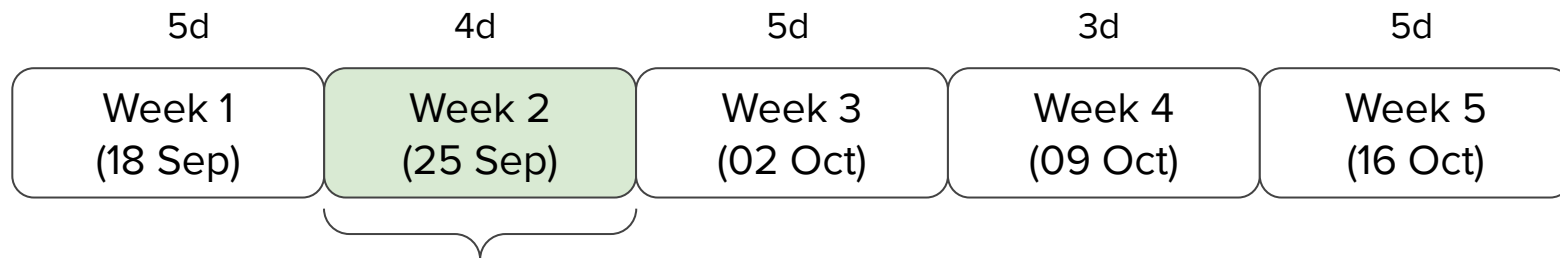 5d 4d 5d 3d 5d
Week 1
(18 Sep)
Week 2
(25 Sep)
Week 3
(02 Oct)
Week 4
(09 Oct)
Week 5
(16 Oct)